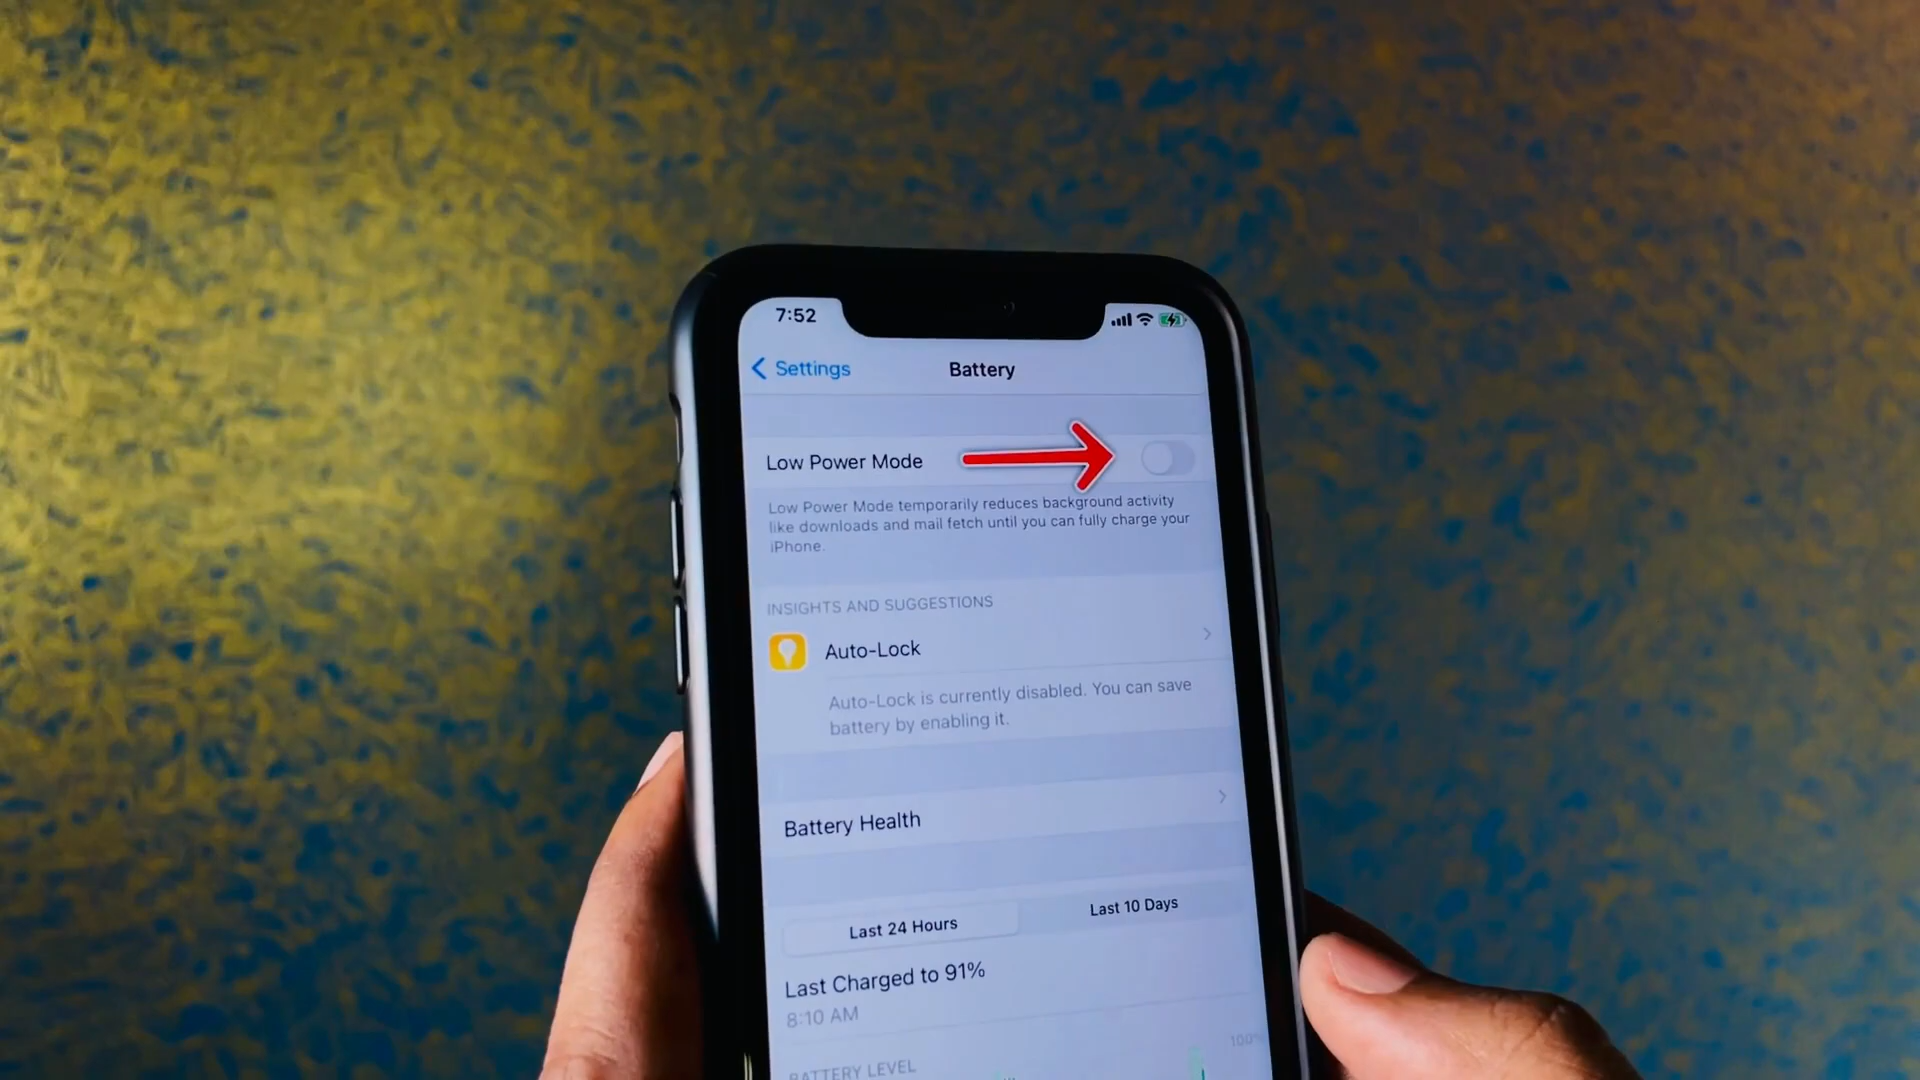 7:52
Settings
Battery
Low Power Mode
Low Power Mode temporarily reduces background activity
like downloads and mail fetch until you can fully charge your
iPhone.
INSIGHTS AND SUGGESTIONS
Auto-Lock
Auto-Lock is currently disabled. You can save
battery by enabling it.
Battery Health
Last 24 Hours
Last 10 Days
Last Charged to 91%
8:10 AM
BATTERY LEVEL
100%